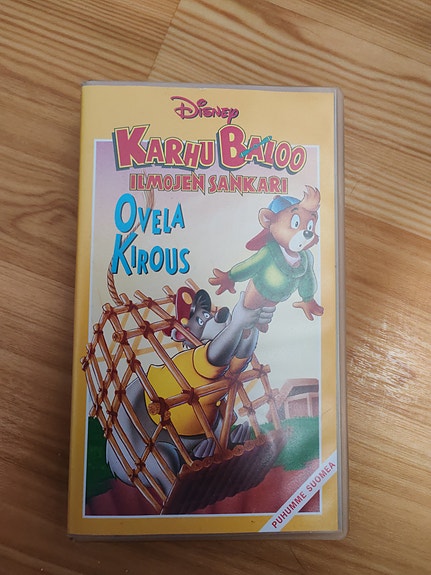 Disney
KARHU BALOO
ILMOJEN SANKARI
OVELA
KIROUS
PUHUMME SUOMEA